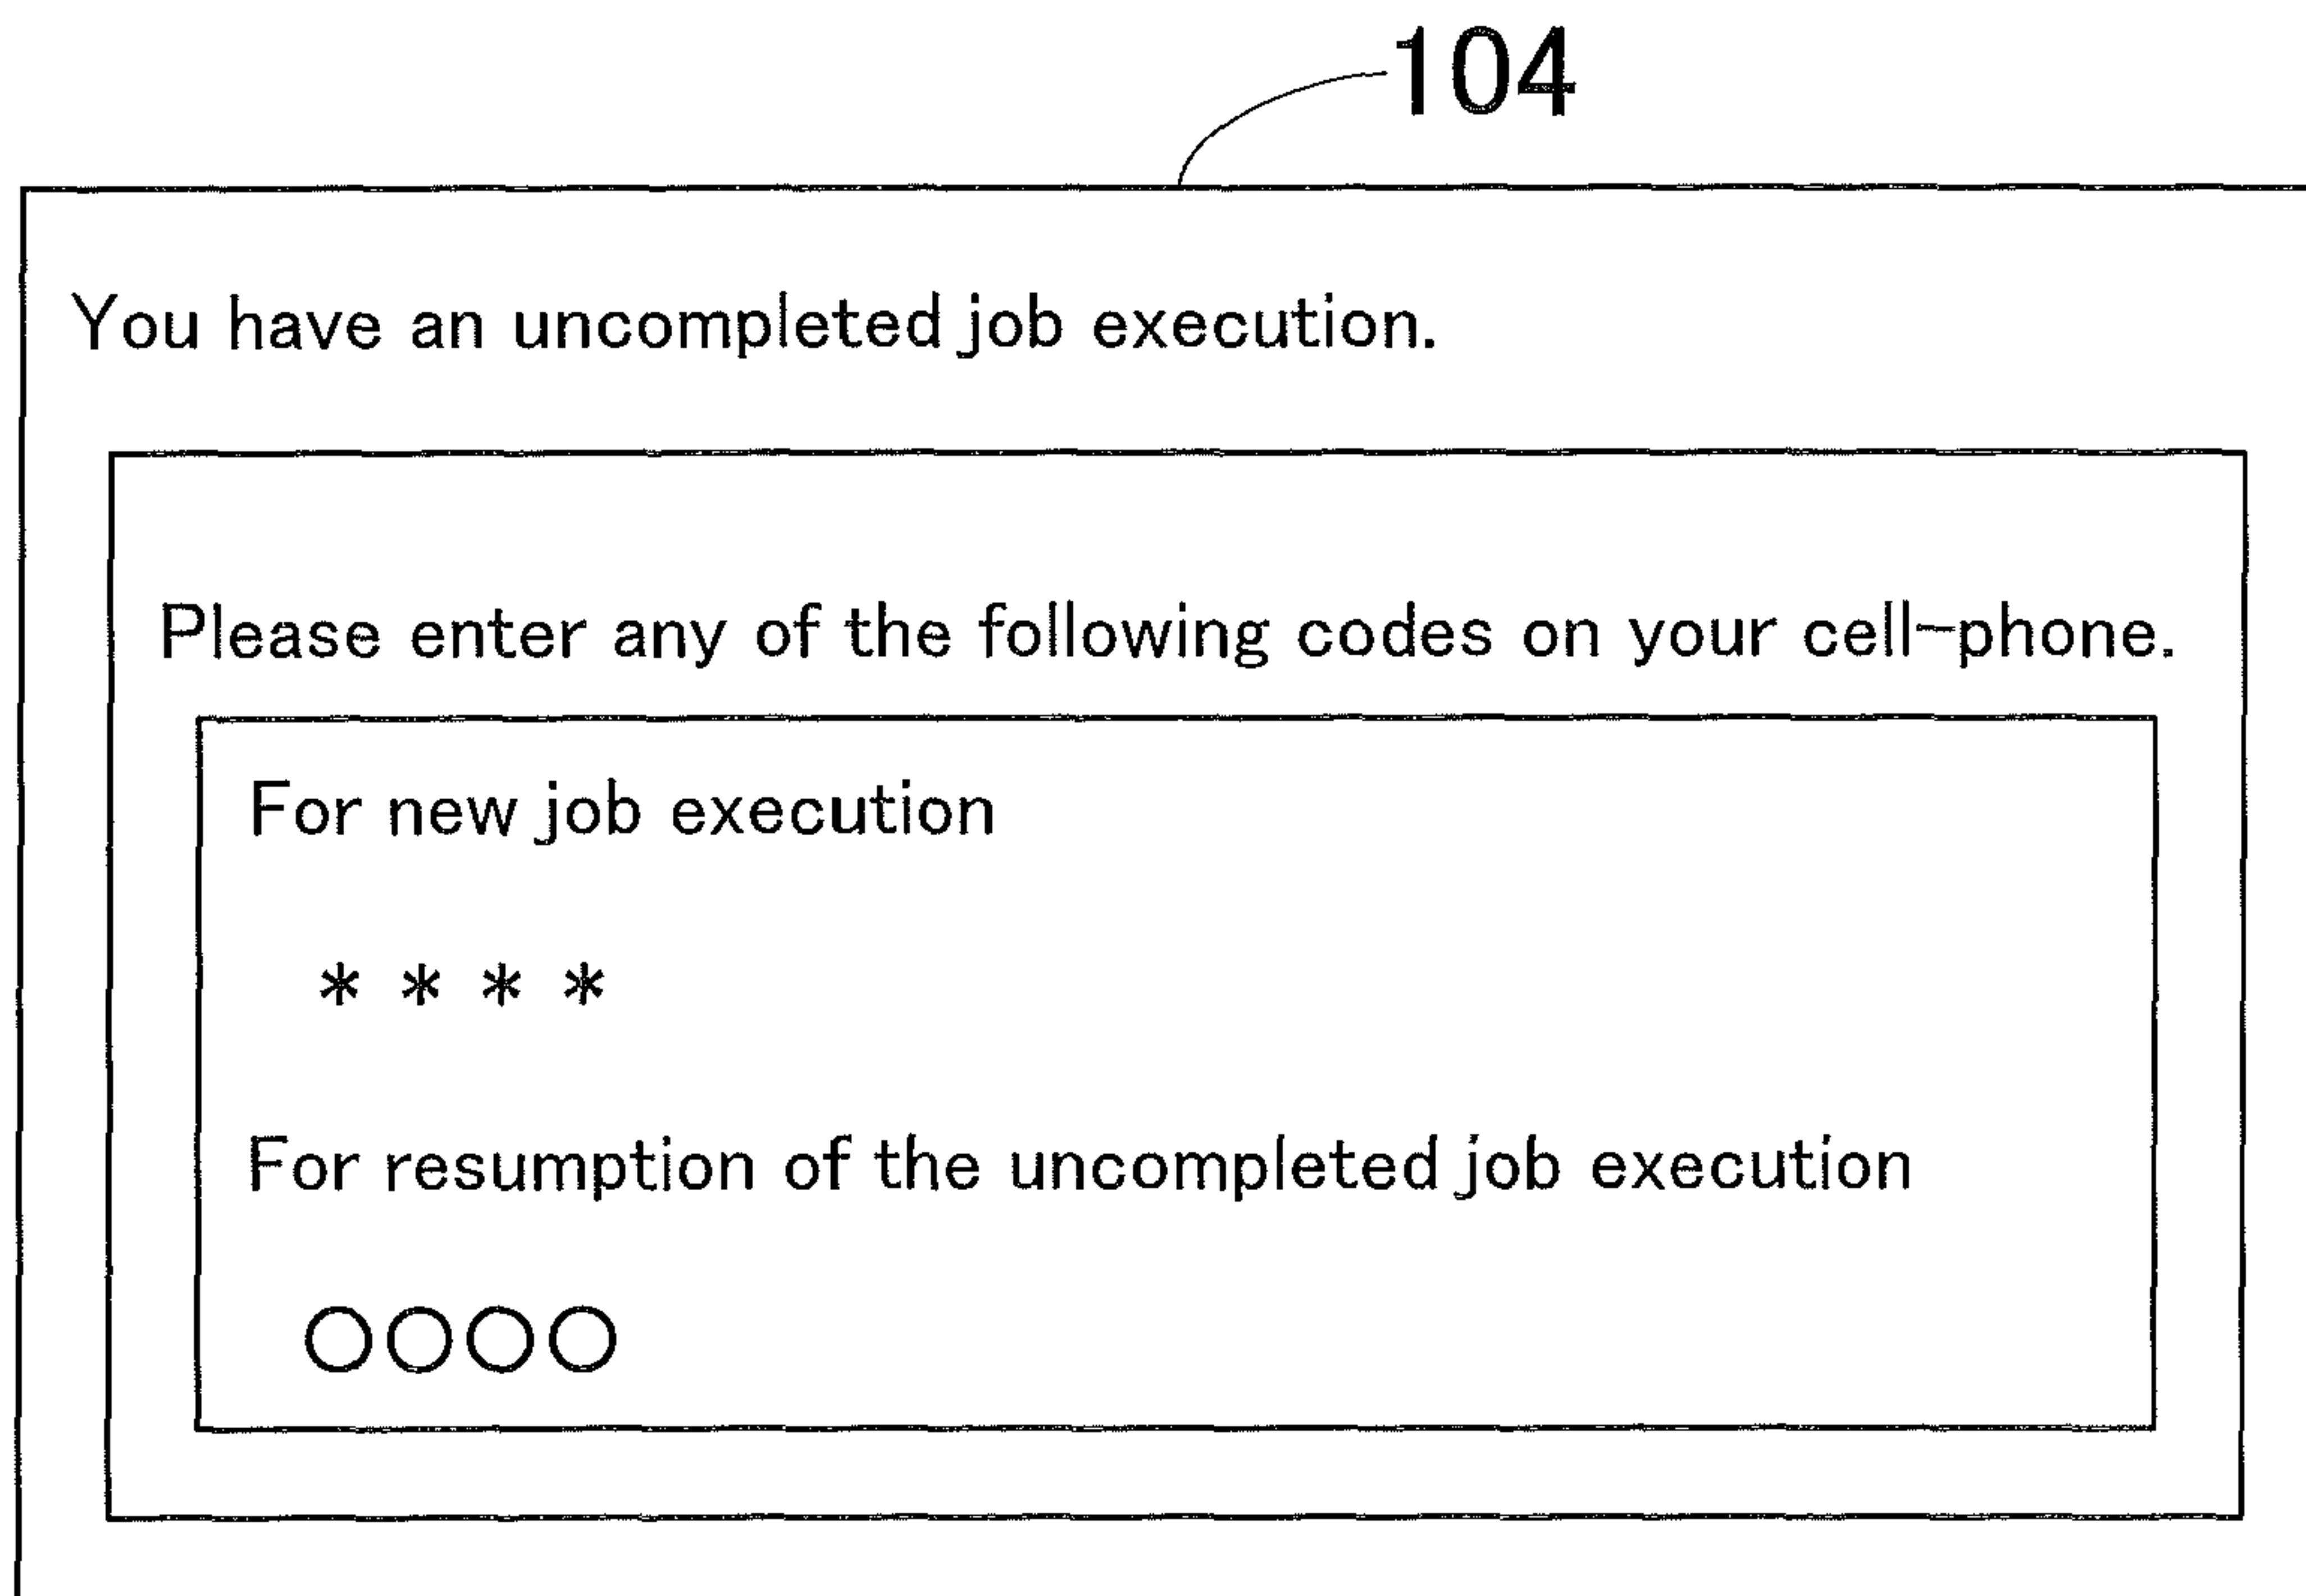 104
You have an uncompleted job execution.
Please enter any of the following codes on your cell-phone.
For new job execution
* * * *
For resumption of the uncompleted job execution
○○○○